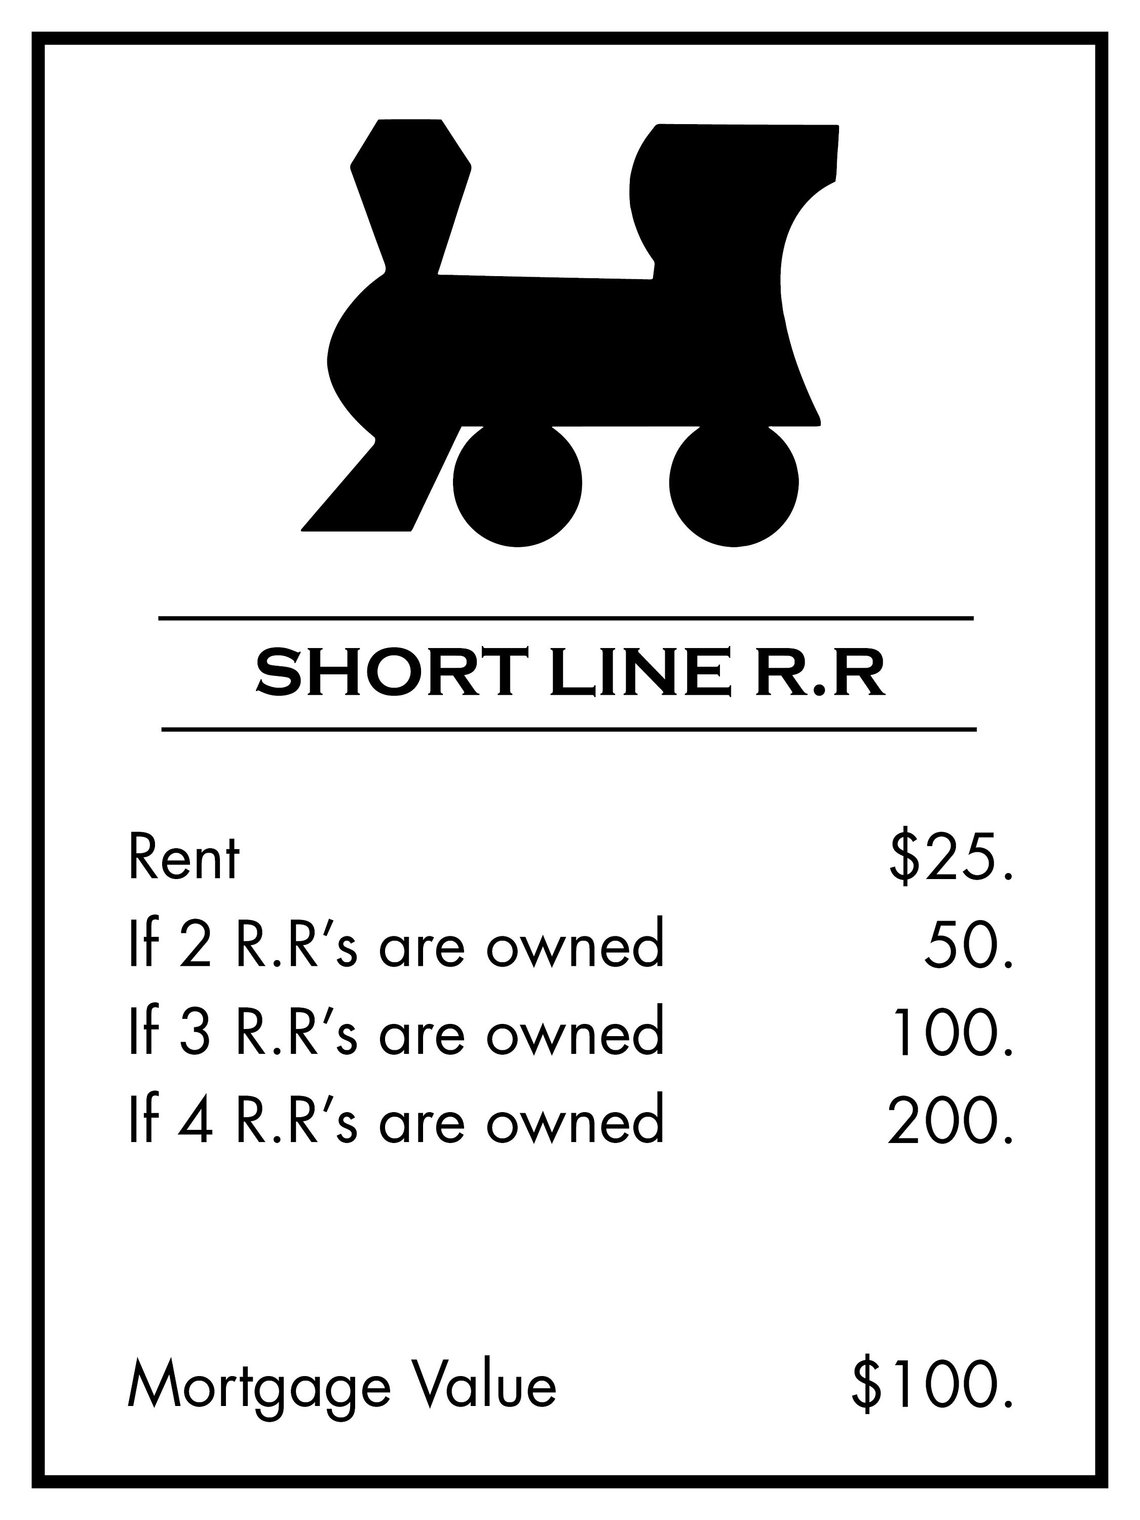 SHORT LINE R.R
Rent $25.
If 2 R.R’s are owned 50.
If 3 R.R’s are owned 100.
If 4 R.R’s are owned 200.
Mortgage Value $100.